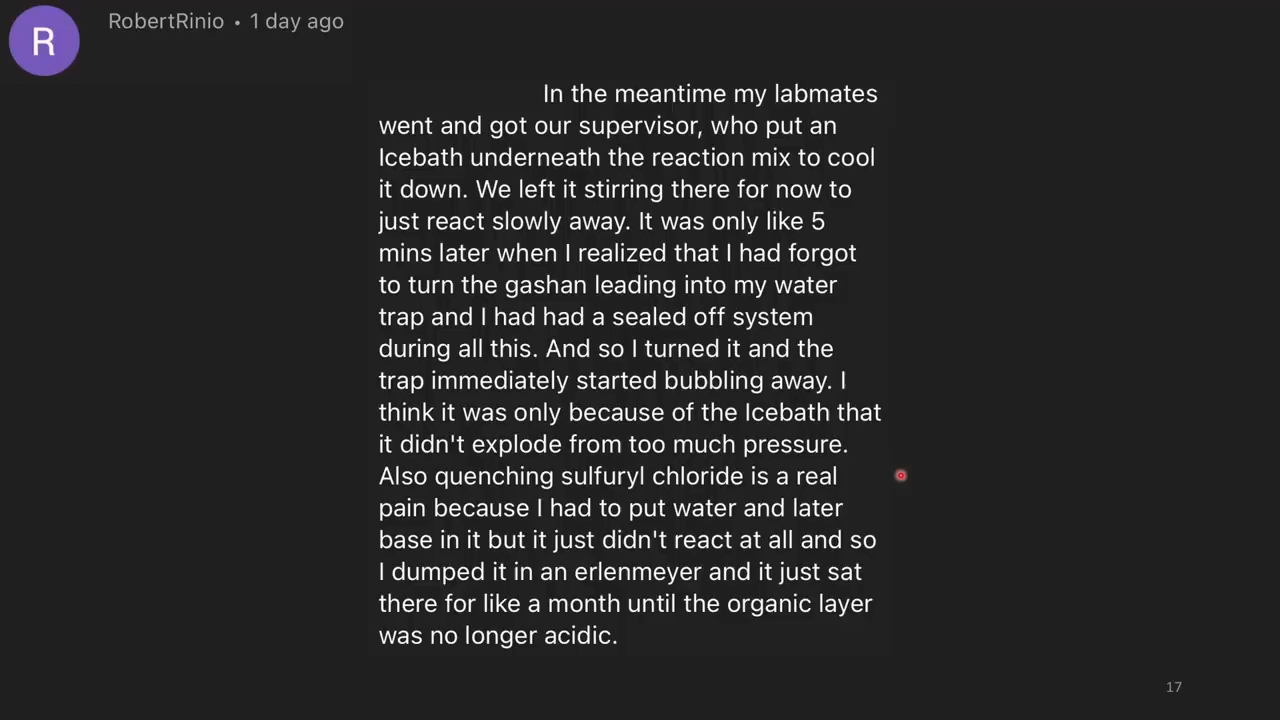 R
RobertRinio • 1 day ago
In the meantime my labmates
went and got our supervisor, who put an
Icebath underneath the reaction mix to cool
it down. We left it stirring there for now to
just react slowly away. It was only like 5
mins later when I realized that I had forgot
to turn the gashan leading into my water
trap and I had had a sealed off system
during all this. And so I turned it and the
trap immediately started bubbling away. I
think it was only because of the Icebath that
it didn't explode from too much pressure.
Also quenching sulfuryl chloride is a real
pain because I had to put water and later
base in it but it just didn't react at all and so
I dumped it in an erlenmeyer and it just sat
there for like a month until the organic layer
was no longer acidic.
17